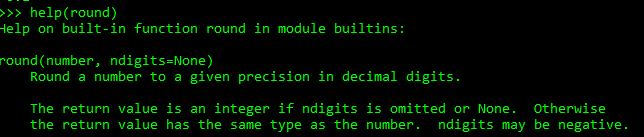 >>> help(round)
Help on built-in function round in module builtins:
round(number, ndigits=None)
Round a number to a given precision in decimal digits.
The return value is an integer if ndigits is omitted or None.  Otherwise
the return value has the same type as the number.  ndigits may be negative.